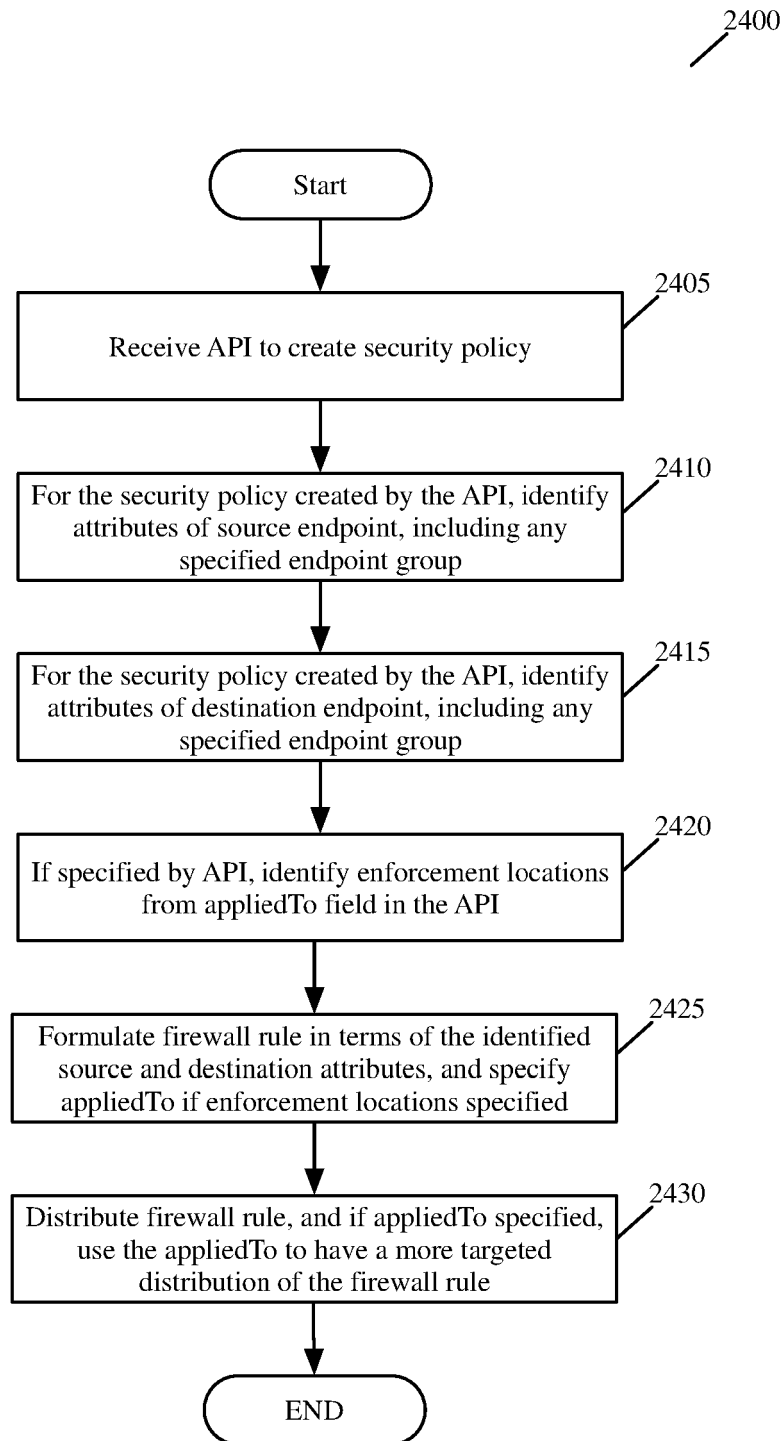 2400
Start
2405
Receive API to create security policy
2410
For the security policy created by the API, identify
attributes of source endpoint, including any
specified endpoint group
2415
For the security policy created by the API, identify
attributes of destination endpoint, including any
specified endpoint group
2420
If specified by API, identify enforcement locations
from appliedTo field in the API
2425
Formulate firewall rule in terms of the identified
source and destination attributes, and specify
appliedTo if enforcement locations specified
2430
Distribute firewall rule, and if appliedTo specified,
use the appliedTo to have a more targeted
distribution of the firewall rule
END